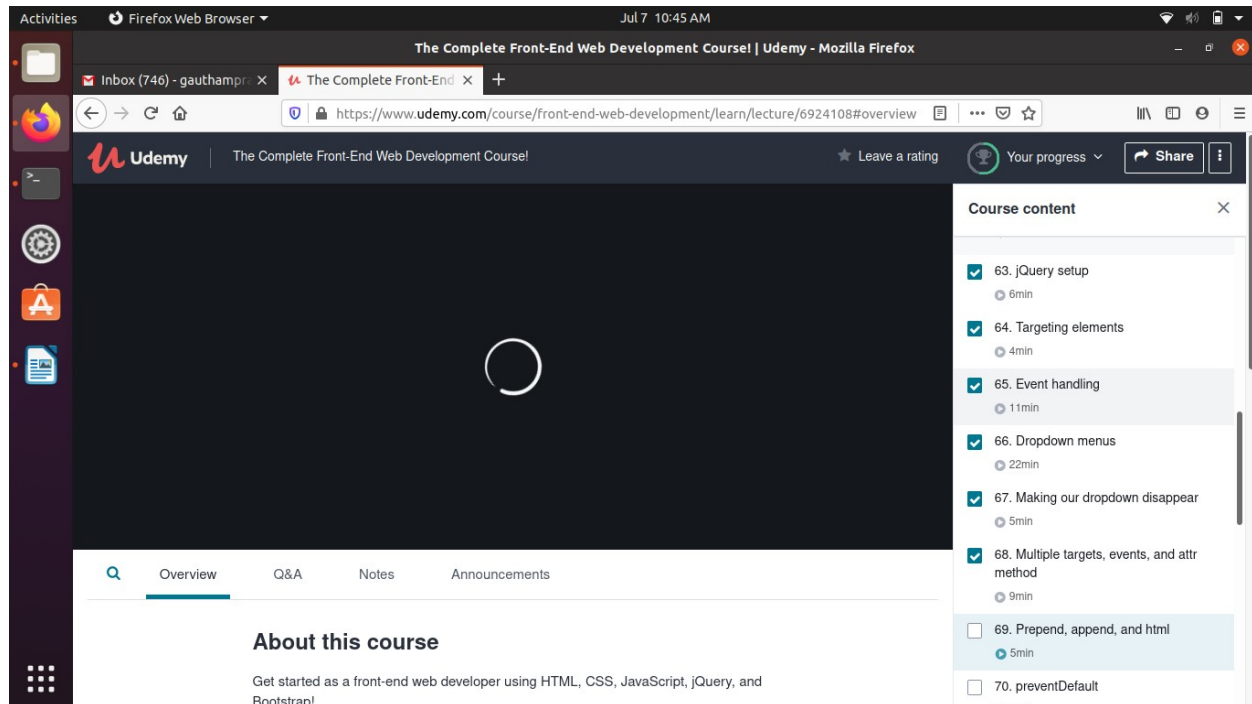 Activities
Firefox Web Browser
Jul 7 10:45 AM
The Complete Front-End Web Development Course! | Udemy - Mozilla Firefox
Inbox (746) - gauthampra
The Complete Front-End
https://www.udemy.com/course/front-end-web-development/learn/lecture/6924108#overview
Udemy
The Complete Front-End Web Development Course!
Leave a rating
Your progress
Share
Course content
63. jQuery setup
6min
64. Targeting elements
4min
65. Event handling
11min
66. Dropdown menus
22min
67. Making our dropdown disappear
5min
68. Multiple targets, events, and attr
method
9min
69. Prepend, append, and html
5min
70. preventDefault
Overview
Q&A
Notes
Announcements
About this course
Get started as a front-end web developer using HTML, CSS, JavaScript, jQuery, and
Bootstrap!